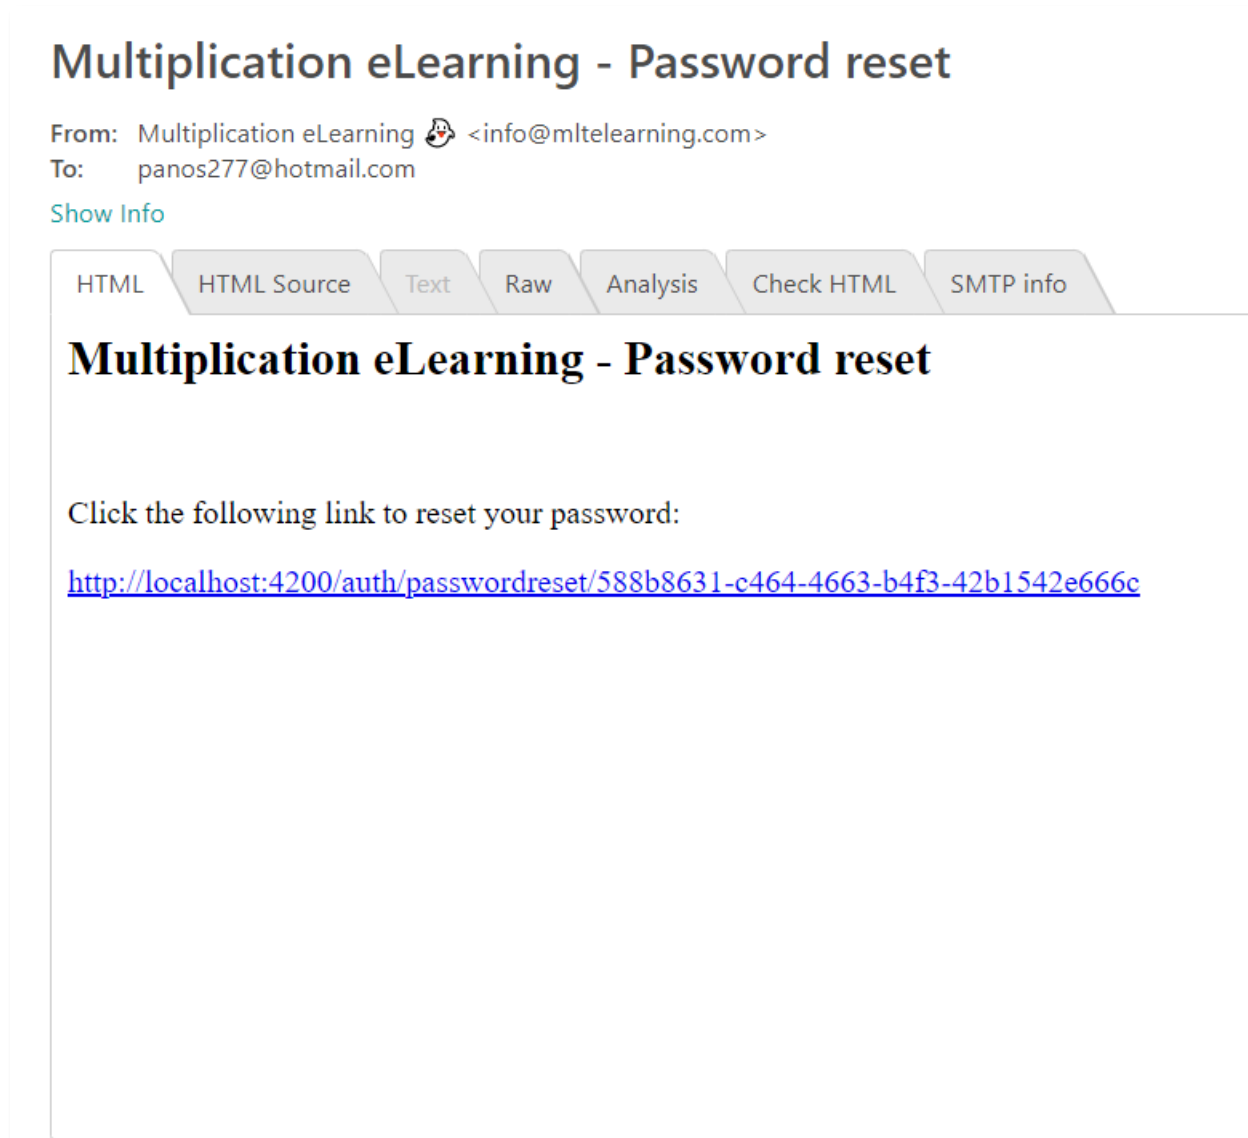 Multiplication eLearning - Password reset
From: Multiplication eLearning <info@mltelearning.com>
To: panos277@hotmail.com
Show Info
HTML HTML Source Text Raw Analysis Check HTML SMTP info
Multiplication eLearning - Password reset
Click the following link to reset your password:
http://localhost:4200/auth/passwordreset/588b8631-c464-4663-b4f3-42b1542e666c